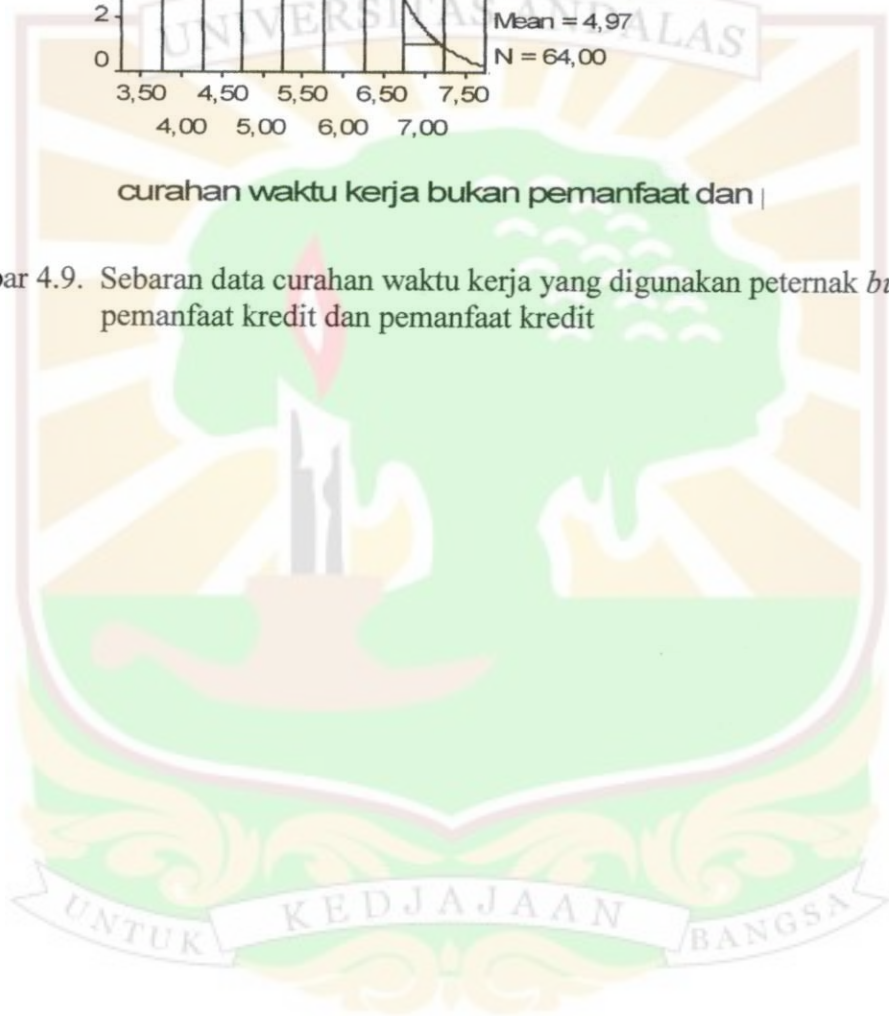 UNIVERSITAS ANDALAS
2
Mean = 4,97
0
N = 64,00
3,50 4,50 5,50 6,50 7,50
4,00 5,00 6,00 7,00
curahan waktu kerja bukan pemanfaat dan
4.9. Sebaran data curahan waktu kerja yang digunakan peternak
pemanfaat kredit dan pemanfaat kredit
UNTUK KEDJAJAAN BANGSA